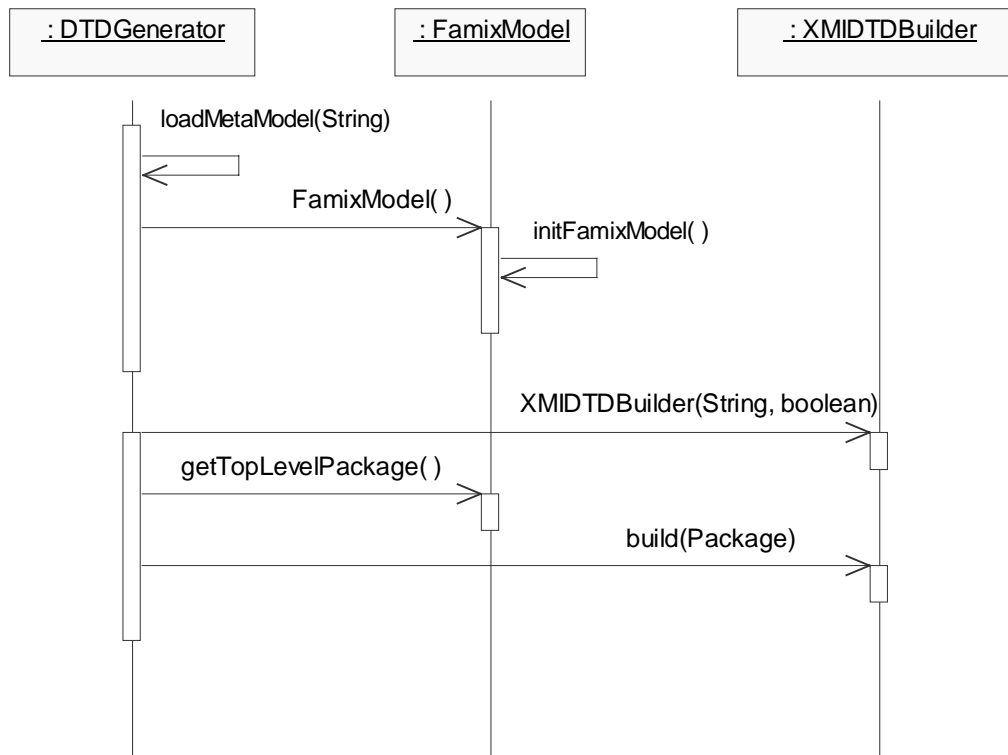 : DTDGenerator
: FamixModel
: XMIDTDBuilder
loadMetaModel(String)
FamixModel( )
initFamixModel( )
XMIDTDBuilder(String, boolean)
getTopLevelPackage( )
build(Package)